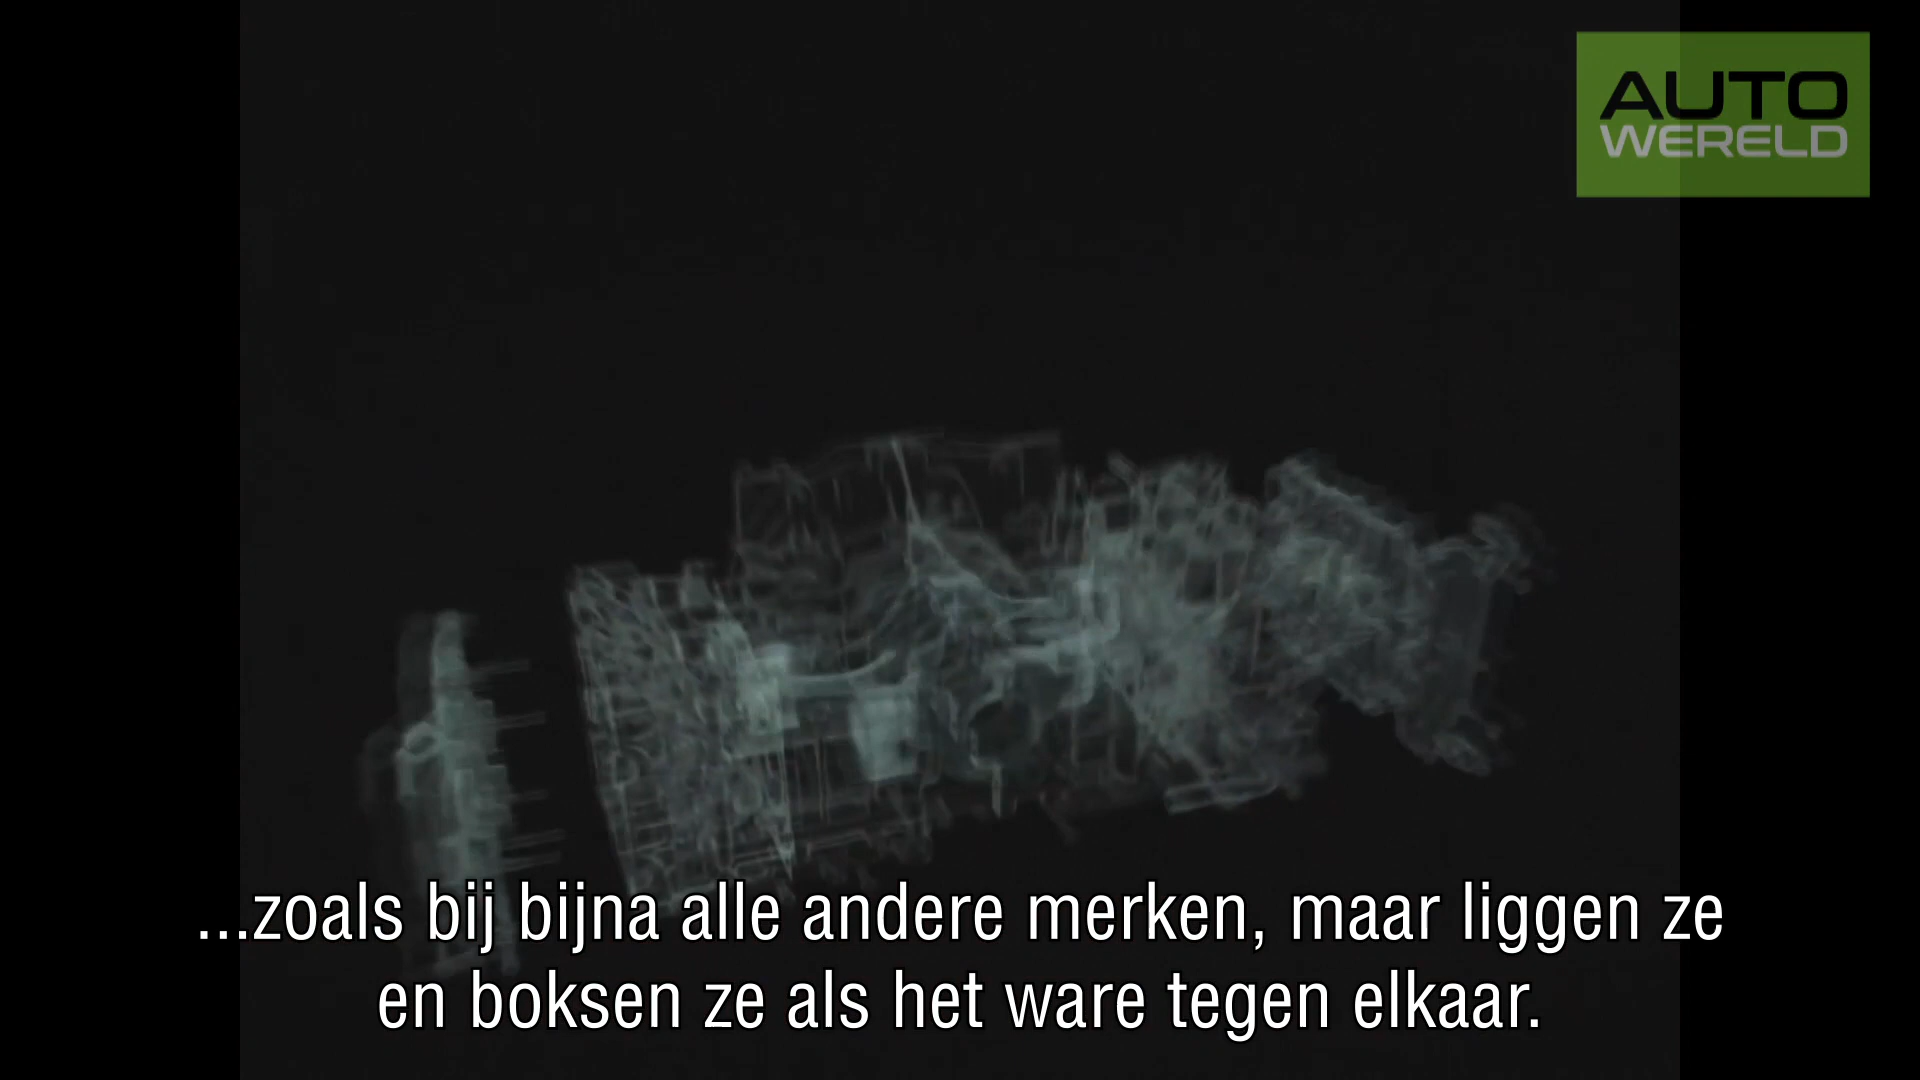 AUTO
WERELD
...zoals bij bijna alle andere merken, maar liggen ze
en boksen ze als het ware tegen elkaar.